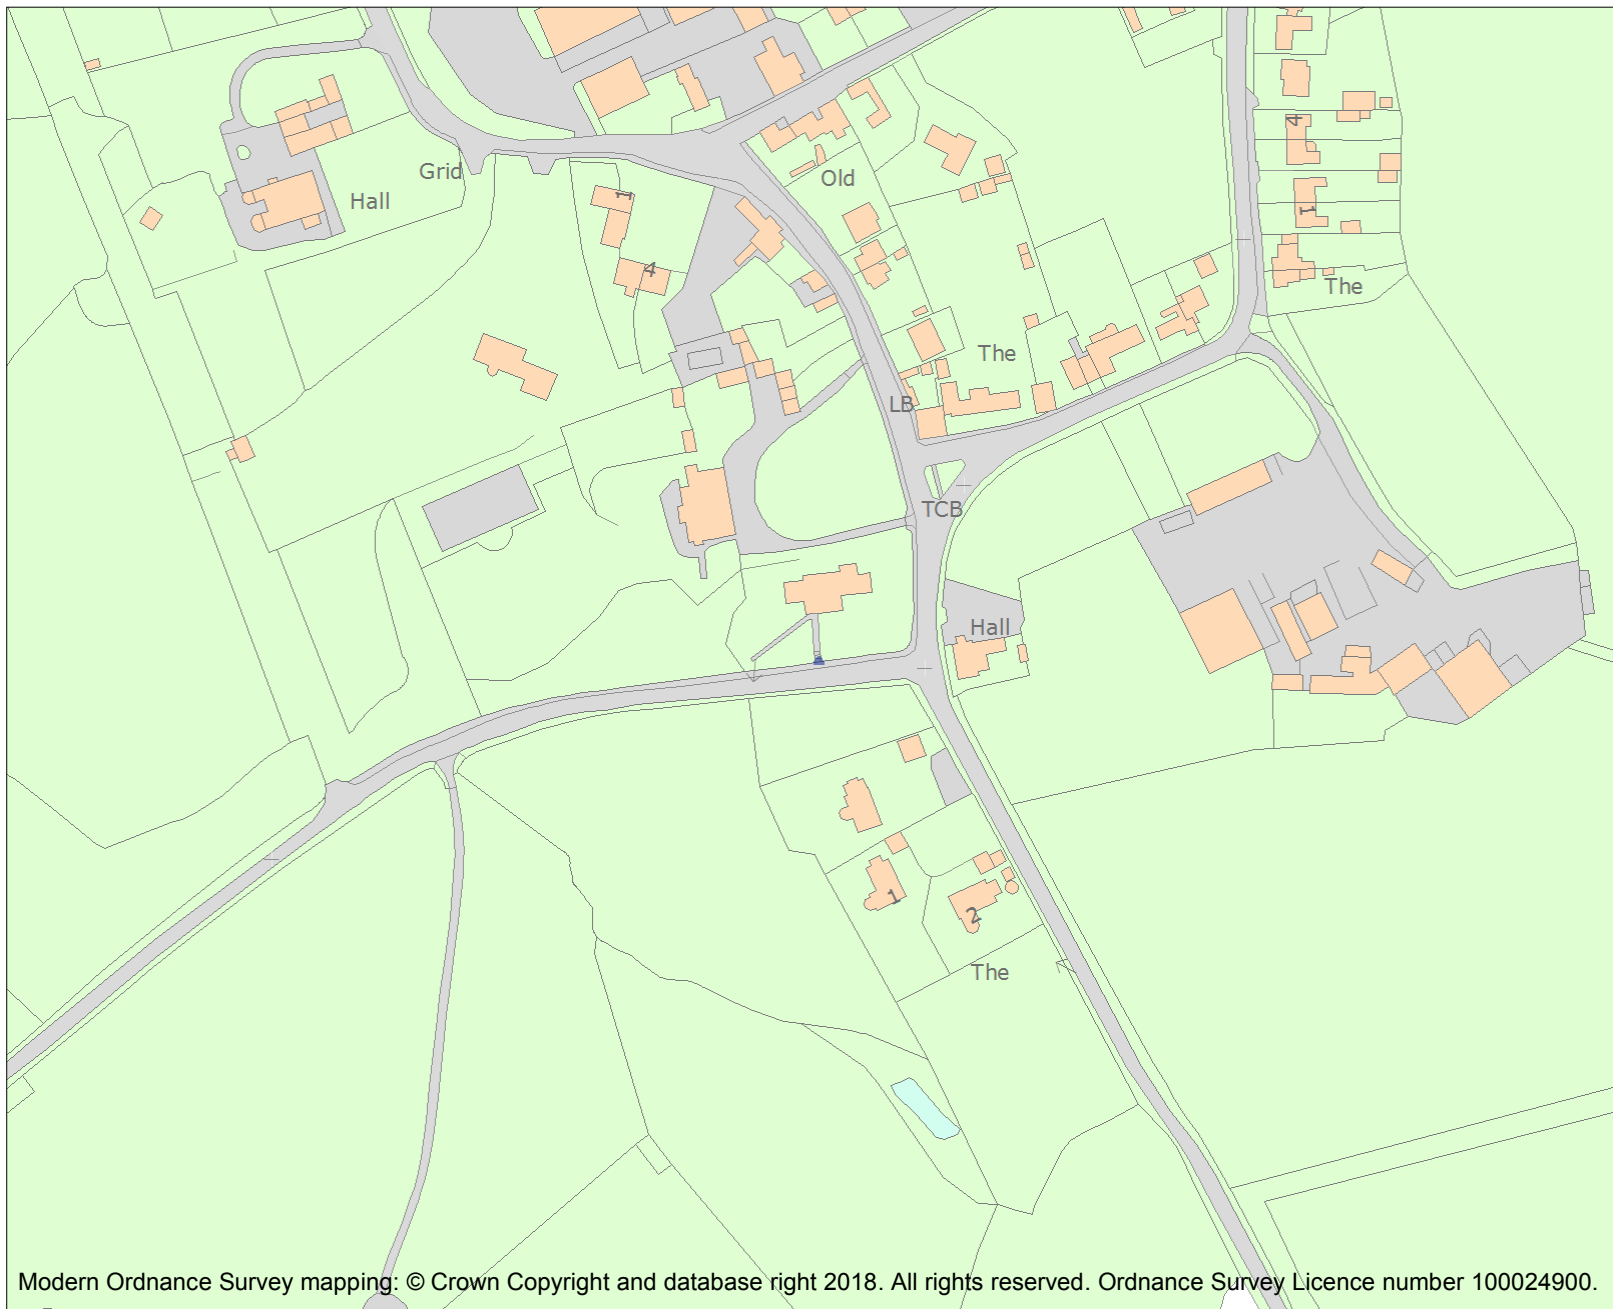 4
Grid
Old
1
Hall
1
4
The
The
LB
TCB
Hall
1
2
The
Modern Ordnance Survey mapping: © Crown Copyright and database right 2018. All rights reserved. Ordnance Survey Licence number 100024900.